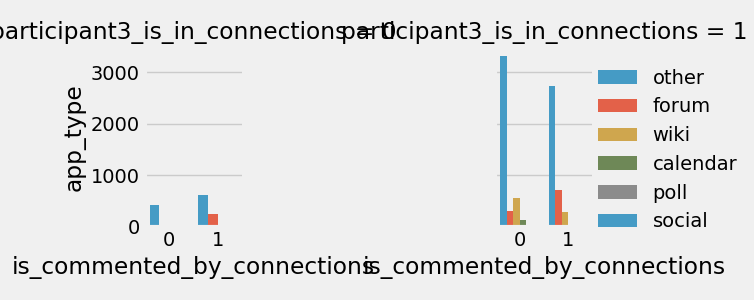 participant3_is_in_connections = 0
participant3_is_in_connections = 1
app_type
3000
2000
1000
0
0 1
0 1
is_commented_by_connections
is_commented_by_connections
other
forum
wiki
calendar
poll
social